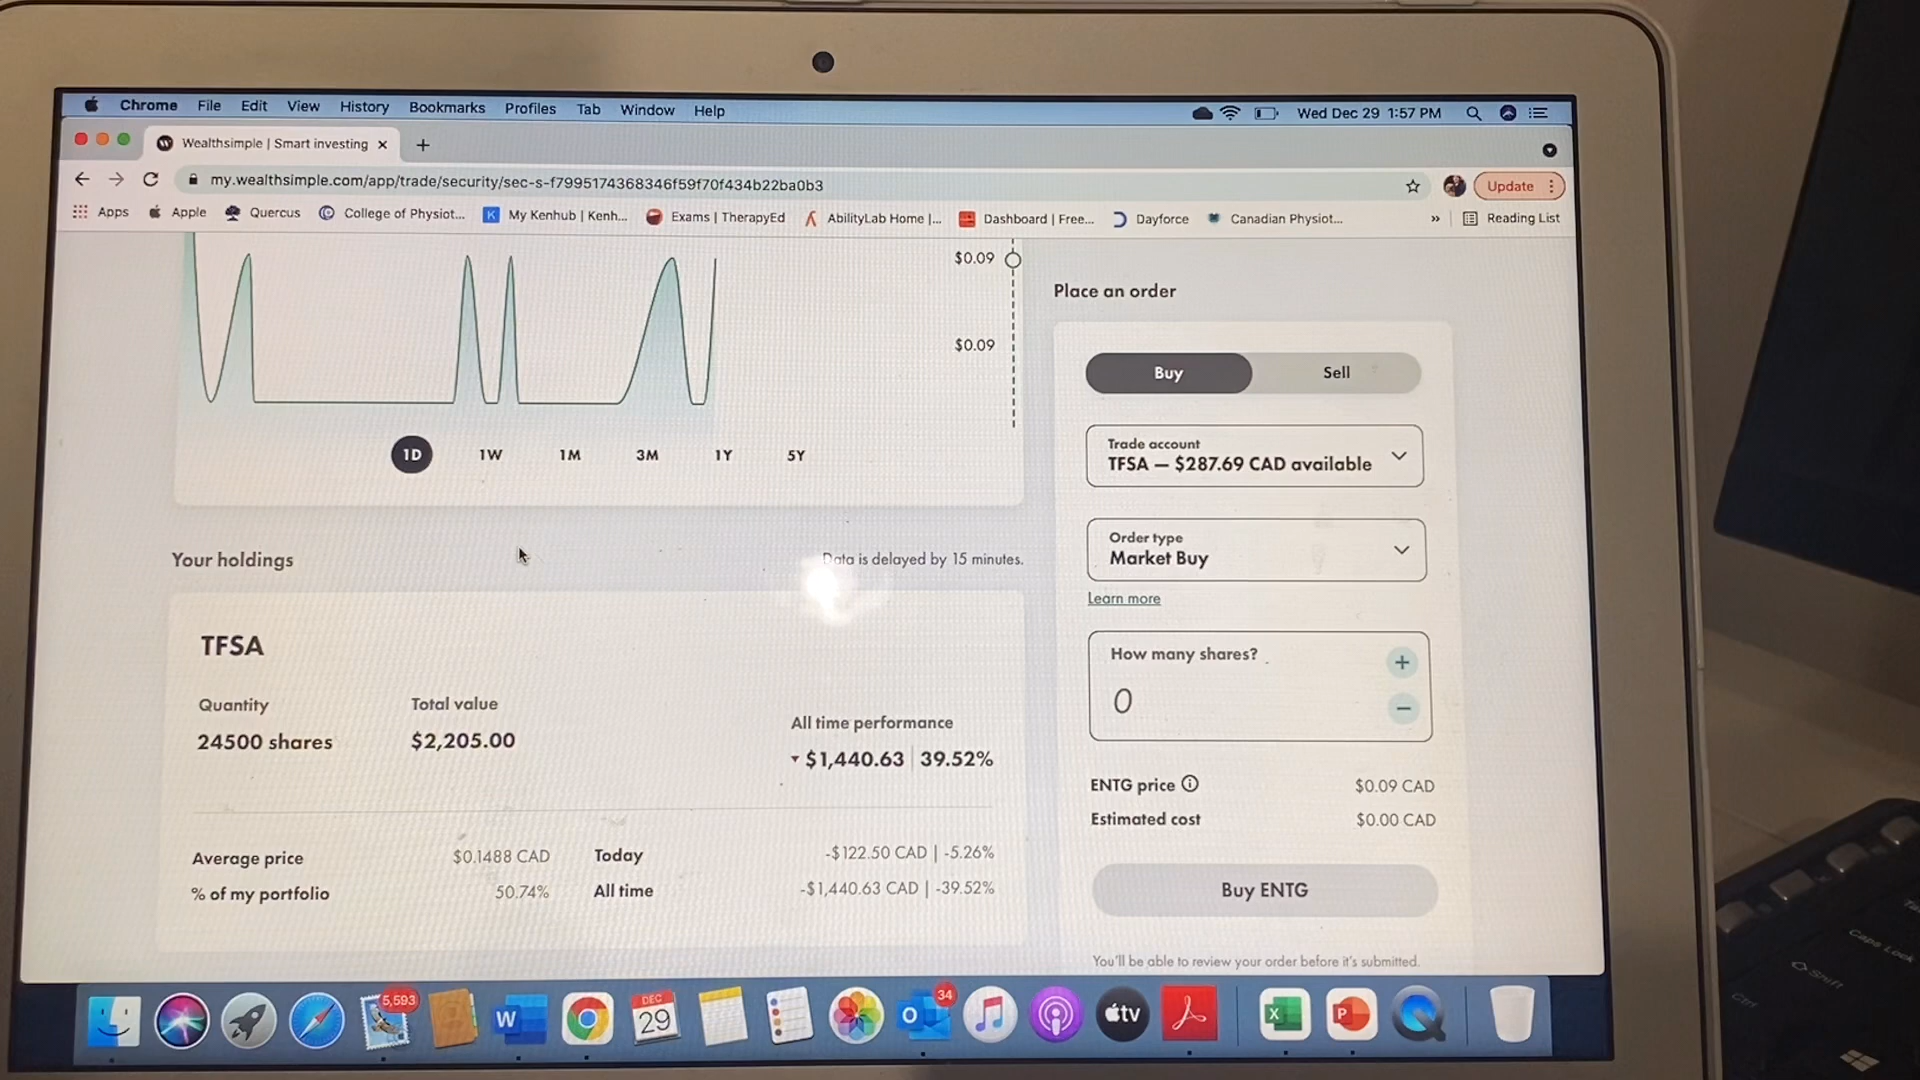 Chrome File Edit View History Bookmarks Profiles Tab Window Help Wed Dec 29 1:57 PM
Wealthsimple | Smart investing
my.wealthsimple.com/app/trade/security/sec-s-f7995174368346f59f70f434b22ba0b3 Update
Apps Apple Quercus College of Physiot... My Kenhub | Kenh... Exams | TherapyEd AbilityLab Home |... Dashboard | Free... Dayforce Canadian Physiot... » Reading List
$0.09
$0.09
1D 1W 1M 3M 1Y 5Y
Your holdings
Data is delayed by 15 minutes.
TFSA
Quantity
24500 shares
Total value
$2,205.00
All time performance
▾ $1,440.63 | 39.52%
Average price $0.1488 CAD
% of my portfolio 50.74%
Today -$122.50 CAD | -5.26%
All time -$1,440.63 CAD | -39.52%
Place an order
Buy Sell
Trade account
TFSA — $287.69 CAD available
Order type
Market Buy
Learn more
How many shares?
0
ENTG price $0.09 CAD
Estimated cost $0.00 CAD
Buy ENTG
You'll be able to review your order before it's submitted.
5,593
W
DEC
29
34
O
tv
X
P
Caps Lock
Shift
Ctrl